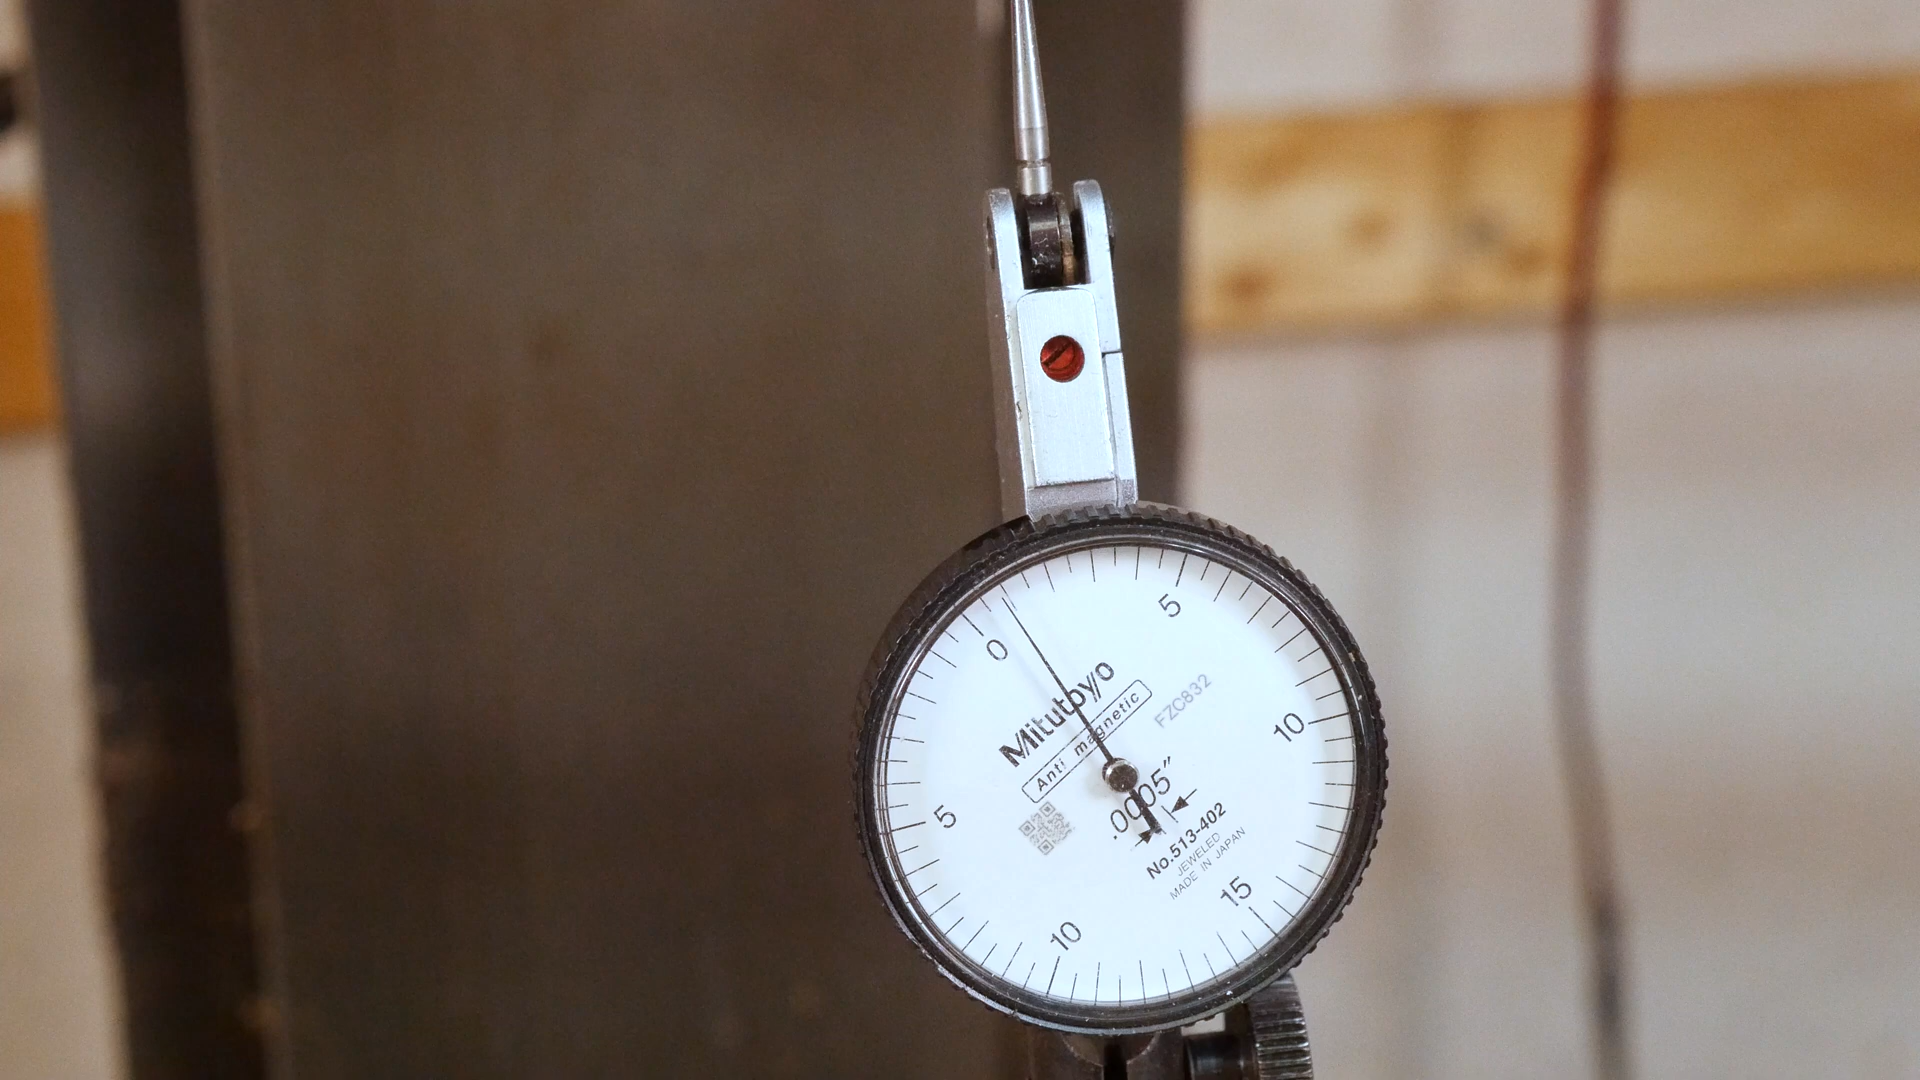 0
5
10
15
10
5
Mitutoyo
Anti magnetic
FZC832
.0005"
No.513-402
JEWELED
MADE IN JAPAN